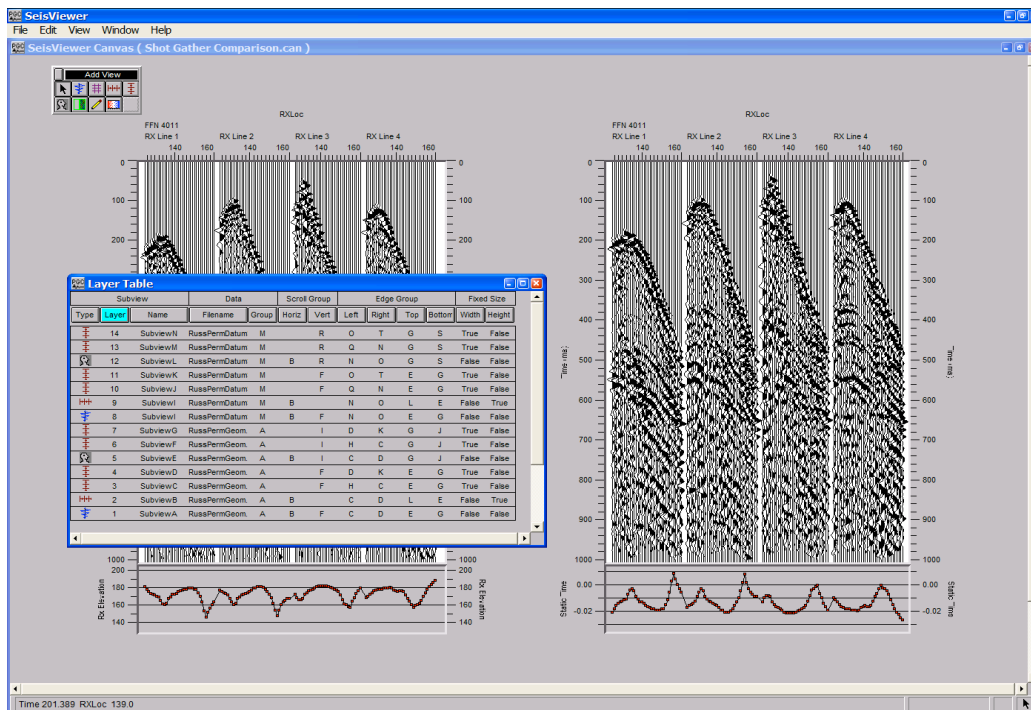 PGC SeisViewer
File Edit View Window Help
PGC SeisViewer Canvas ( Shot Gather Comparison.can )
Add View
RXLoc
FFN 4011
RX Line 1 RX Line 2 RX Line 3 RX Line 4
140 160 140 160 140 160 140 160
0 0
100 100
200
RXLoc
FFN 4011
RX Line 1 RX Line 2 RX Line 3 RX Line 4
140 160 140 160 140 160 140 160
0 0
100 100
200 200
300 300
400 400
500 500
600 600
700 700
800 800
900 900
1000 1000
Time (ms) Time (ms)
PGC Layer Table
Subview Data Scroll Group Edge Group Fixed Size
Type Layer Name Filename Group Horiz Vert Left Right Top Bottom Width Height
14 SubviewN RussPermDatum M R O T G S True False
13 SubviewM RussPermDatum M R Q N G S True False
12 SubviewL RussPermDatum M B R N O G S False False
11 SubviewK RussPermDatum M F O T E G True False
10 SubviewJ RussPermDatum M F Q N E G True False
9 SubviewI RussPermDatum M B N O L E False True
8 SubviewI RussPermDatum M B F N O E G False False
7 SubviewG RussPermGeom. A I D K G J True False
6 SubviewF RussPermGeom. A I H C G J True False
5 SubviewE RussPermGeom. A B I C D G J False False
4 SubviewD RussPermGeom. A F D K E G True False
3 SubviewC RussPermGeom. A F H C E G True False
2 SubviewB RussPermGeom. A B C D L E False True
1 SubviewA RussPermGeom. A B F C D E G False False
1000 1000
200 200
180 180
160 160
140 140
Rx Elevation Rx Elevation
0.00 0.00
-0.02 -0.02
Static Time Static Time
Time 201.389 RXLoc 139.0